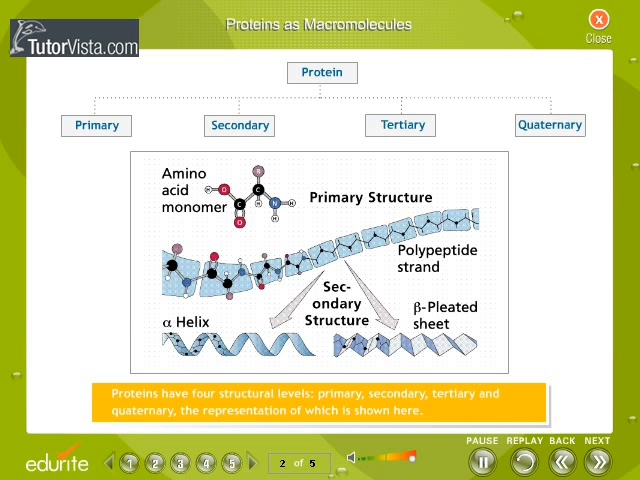 Proteins as Macromolecules
X
Close
TutorVista.com
Protein
Primary
Secondary
Tertiary
Quaternary
Amino
acid
monomer
R
H
O
C
C
N
H
H
H
O
Primary Structure
Polypeptide
strand
Sec-
ondary
Structure
α Helix
β-Pleated
sheet
Proteins have four structural levels: primary, secondary, tertiary and
quaternary, the representation of which is shown here.
edurite
1 2 3 4 5
2 of 5
PAUSE REPLAY BACK NEXT